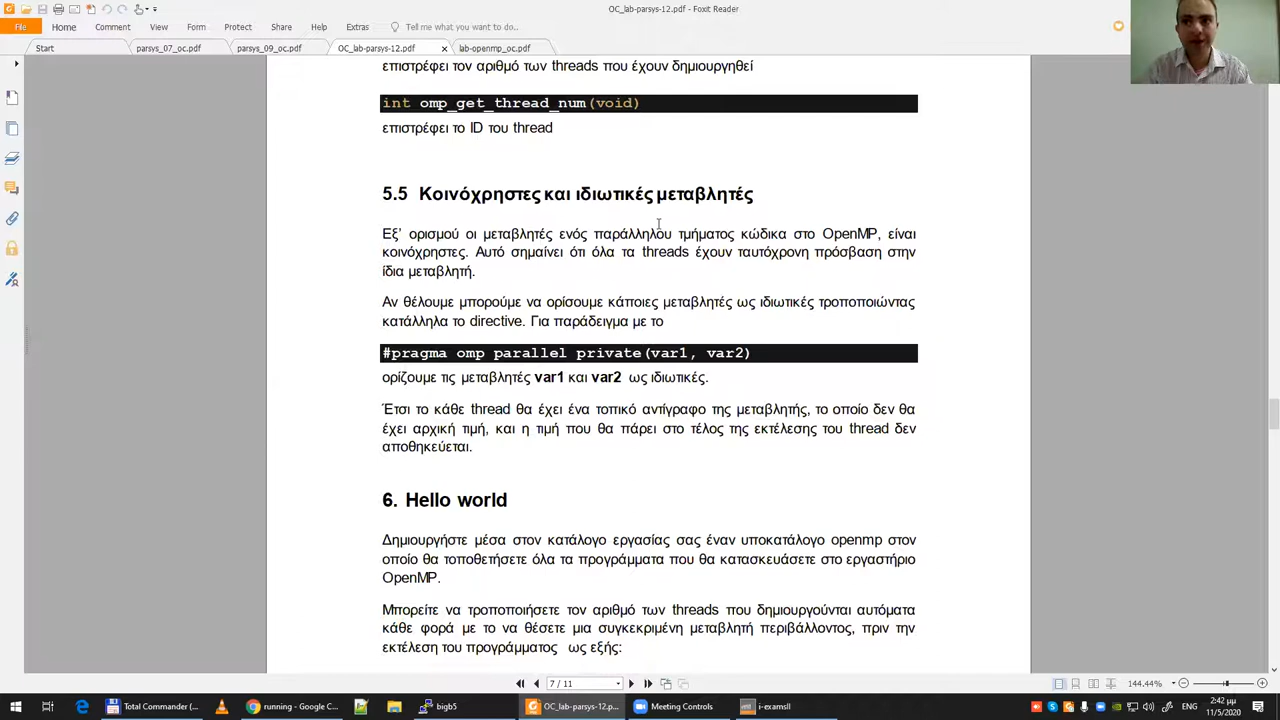 OC_lab-parsys-12.pdf - Foxit Reader
File Home Comment View Form Protect Share Help Extras Tell me what you want to do...
Start parsys_07_oc.pdf parsys_09_oc.pdf OC_lab-parsys-12.pdf lab-openmp_oc.pdf
επιστρέφει τον αριθμό των threads που έχουν δημιουργηθεί
int omp_get_thread_num(void)
επιστρέφει το ID του thread
5.5 Κοινόχρηστες και ιδιωτικές μεταβλητές
Εξ’ ορισμού οι μεταβλητές ενός παράλληλου τμήματος κώδικα στο OpenMP, είναι
κοινόχρηστες. Αυτό σημαίνει ότι όλα τα threads έχουν ταυτόχρονη πρόσβαση στην
ίδια μεταβλητή.
Αν θέλουμε μπορούμε να ορίσουμε κάποιες μεταβλητές ως ιδιωτικές τροποποιώντας
κατάλληλα το directive. Για παράδειγμα με το
#pragma omp parallel private(var1, var2)
ορίζουμε τις μεταβλητές var1 και var2 ως ιδιωτικές.
Έτσι το κάθε thread θα έχει ένα τοπικό αντίγραφο της μεταβλητής, το οποίο δεν θα
έχει αρχική τιμή, και η τιμή που θα πάρει στο τέλος της εκτέλεσης του thread δεν
αποθηκεύεται.
6. Hello world
Δημιουργήστε μέσα στον κατάλογο εργασίας σας έναν υποκατάλογο openmp στον
οποίο θα τοποθετήσετε όλα τα προγράμματα που θα κατασκευάσετε στο εργαστήριο
OpenMP.
Μπορείτε να τροποποιήσετε τον αριθμό των threads που δημιουργούνται αυτόματα
κάθε φορά με το να θέσετε μια συγκεκριμένη μεταβλητή περιβάλλοντος, πριν την
εκτέλεση του προγράμματος ως εξής:
7 / 11 144.44%
Total Commander (... running - Google C... bigb5 OC_lab-parsys-12.p... Meeting Controls i-examsll 2:42 μμ
11/5/2020